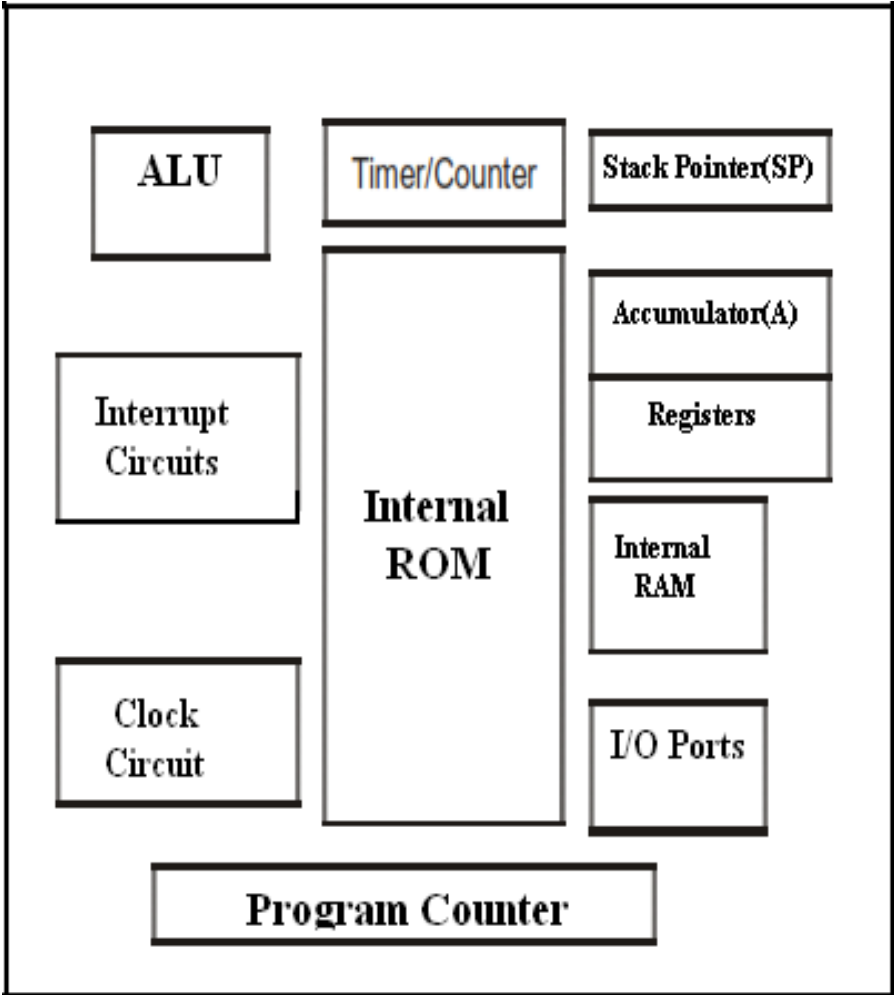 ALU
Timer/Counter
Stack Pointer(SP)
Accumulator(A)
Registers
Interrupt
Circuits
Internal
ROM
Internal
RAM
Clock
Circuit
I/O Ports
Program Counter